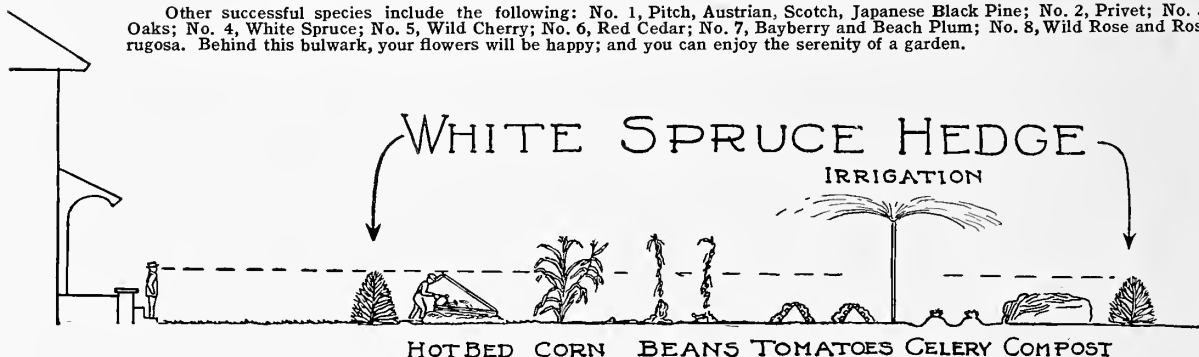 Other successful species include the following: No. 1, Pitch, Austrian, Scotch, Japanese Black Pine; No. 2, Privet; No.
Oaks; No. 4, White Spruce; No. 5, Wild Cherry; No. 6, Red Cedar; No. 7, Bayberry and Beach Plum; No. 8, Wild Rose and
rugosa. Behind this bulwark, your flowers will be happy; and you can enjoy the serenity of a garden.
WHITE SPRUCE HEDGE
IRRIGATION
HOT BED CORN BEANS TOMATOES CELERY COMPOST